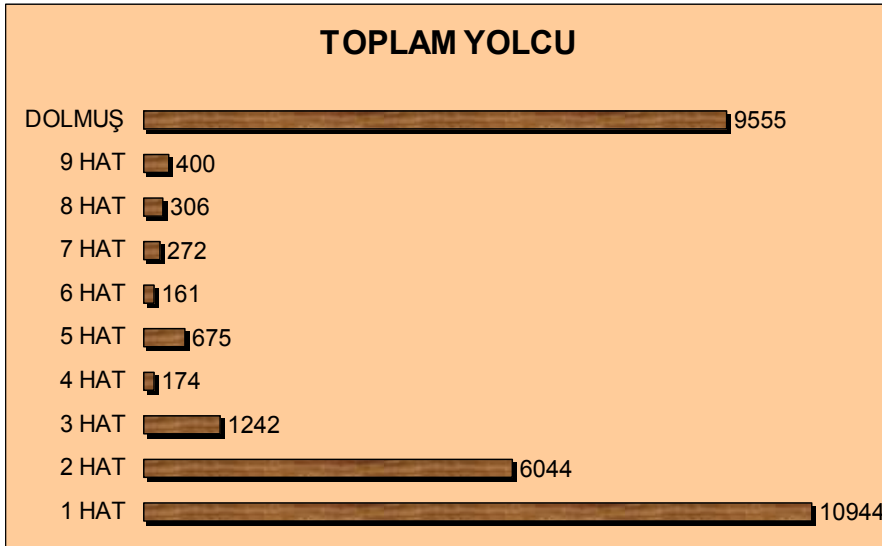 TOPLAM YOLCU
DOLMUŞ 9555
9 HAT 400
8 HAT 306
7 HAT 272
6 HAT 161
5 HAT 675
4 HAT 174
3 HAT 1242
2 HAT 6044
1 HAT 10944